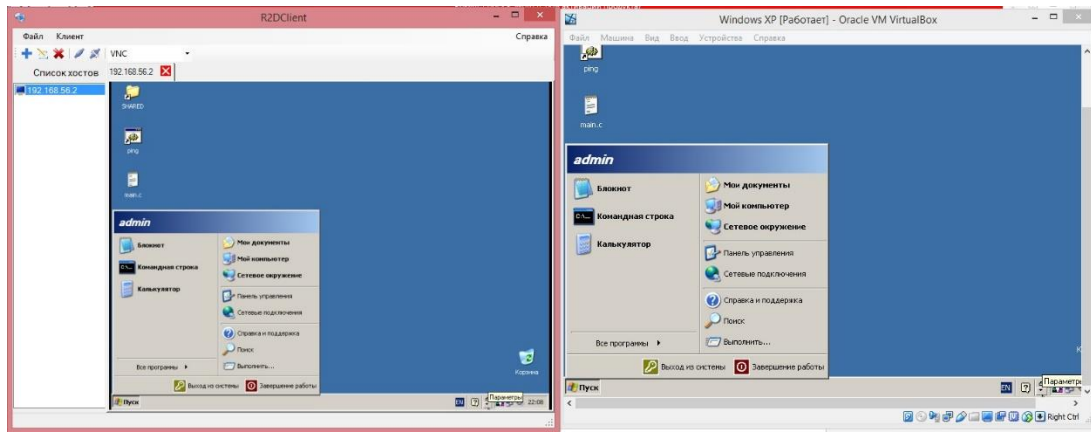 R2DClient
Файл Клиент Справка
VNC
Список хостов 192.168.56.2
192.168.56.2
SHARED
ping
main.c
admin
Блокнот
Командная строка
Калькулятор
Все программы
Мои документы
Мой компьютер
Сетевое окружение
Панель управления
Сетевые подключения
Справка и поддержка
Поиск
Выполнить...
Выход из системы Завершение работы
Корзина
Параметры
Пуск 22:08
Windows XP [Работает] - Oracle VM VirtualBox
Файл Машина Вид Ввод Устройства Справка
ping
main.c
admin
Блокнот
Командная строка
Калькулятор
Все программы
Мои документы
Мой компьютер
Сетевое окружение
Панель управления
Сетевые подключения
Справка и поддержка
Поиск
Выполнить...
Выход из системы Завершение работы
Пуск EN
Right Ctrl